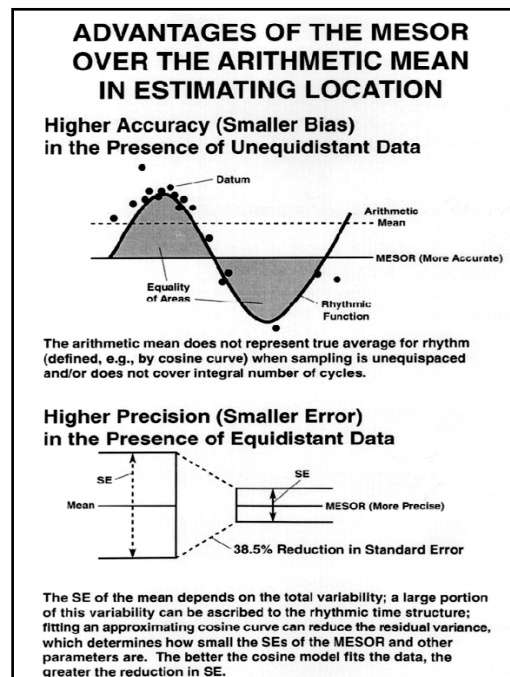 ADVANTAGES OF THE MESOR
OVER THE ARITHMETIC MEAN
IN ESTIMATING LOCATION
Higher Accuracy (Smaller Bias)
in the Presence of Unequidistant Data
Datum
Arithmetic
Mean
MESOR (More Accurate)
Equality
of Areas
Rhythmic
Function
The arithmetic mean does not represent true average for rhythm
(defined, e.g., by cosine curve) when sampling is unequispaced
and/or does not cover integral number of cycles.
Higher Precision (Smaller Error)
in the Presence of Equidistant Data
SE
SE
Mean
MESOR (More Precise)
38.5% Reduction in Standard Error
The SE of the mean depends on the total variability; a large portion
of this variability can be ascribed to the rhythmic time structure;
fitting an approximating cosine curve can reduce the residual variance,
which determines how small the SEs of the MESOR and other
parameters are. The better the cosine model fits the data, the
greater the reduction in SE.